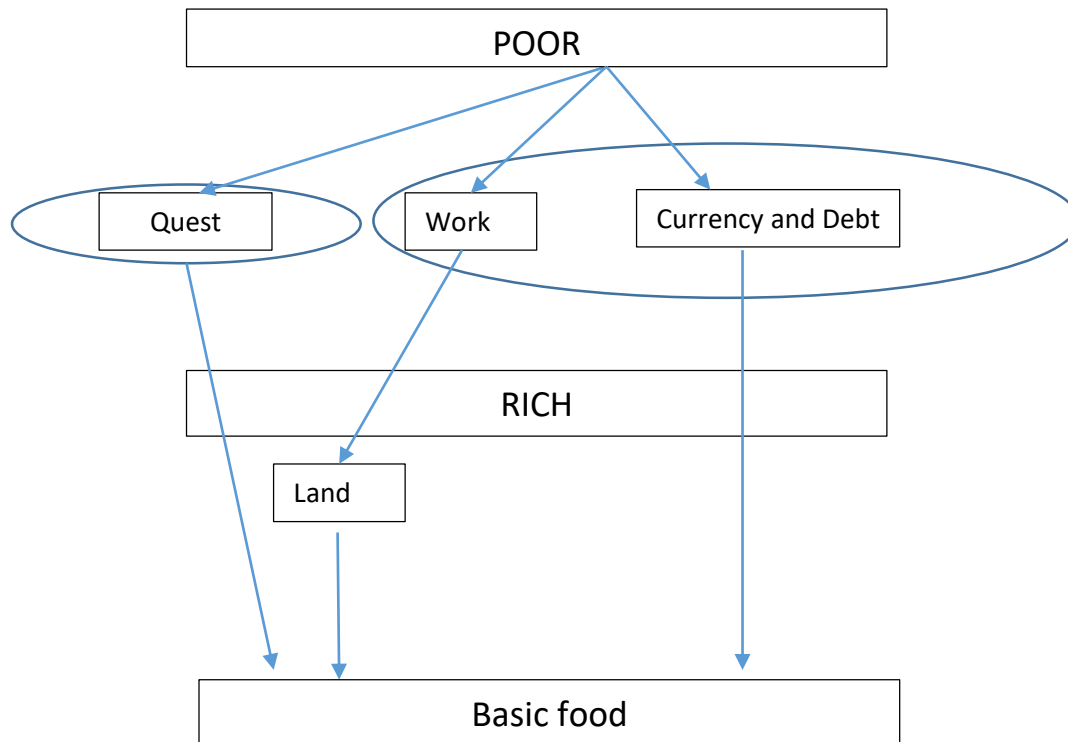 POOR
Quest
Work
Currency and Debt
RICH
Land
Basic food